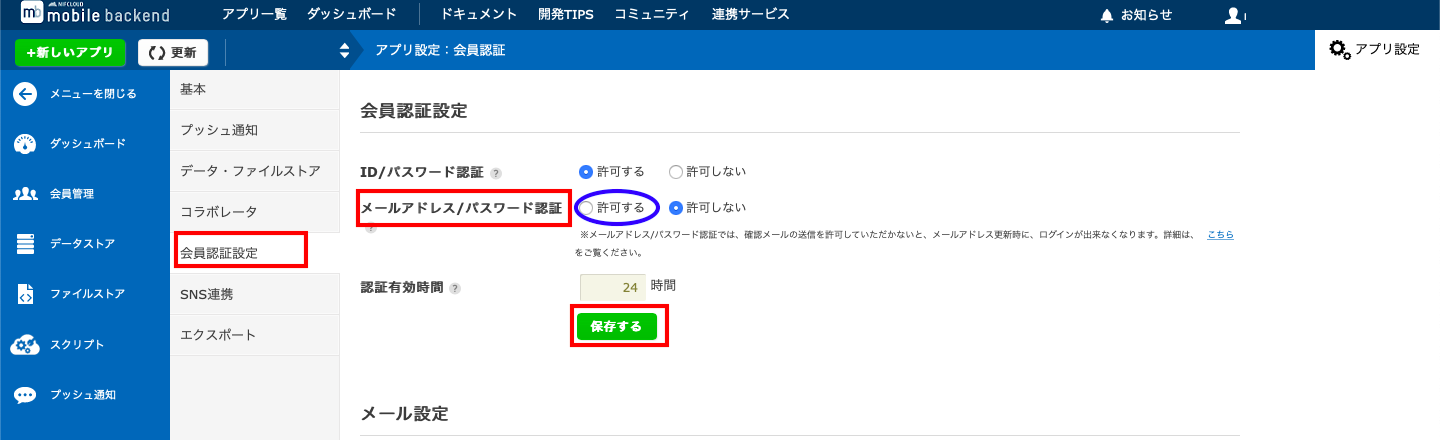 NIFCLOUD
mb mobile backend
アプリ一覧 ダッシュボード ドキュメント 開発TIPS コミュニティ 連携サービス お知らせ
+新しいアプリ 更新 アプリ設定：会員認証 アプリ設定
メニューを閉じる
ダッシュボード
会員管理
データストア
ファイルストア
スクリプト
プッシュ通知
基本
プッシュ通知
データ・ファイルストア
コラボレータ
会員認証設定
SNS連携
エクスポート
会員認証設定
ID/パスワード認証 ? 許可する 許可しない
メールアドレス/パスワード認証 許可する 許可しない
?
※メールアドレス/パスワード認証では、確認メールの送信を許可していただかないと、メールアドレス更新時に、ログインが出来なくなります。詳細は、 こちら
をご覧ください。
認証有効時間 ? 24 時間
保存する
メール設定